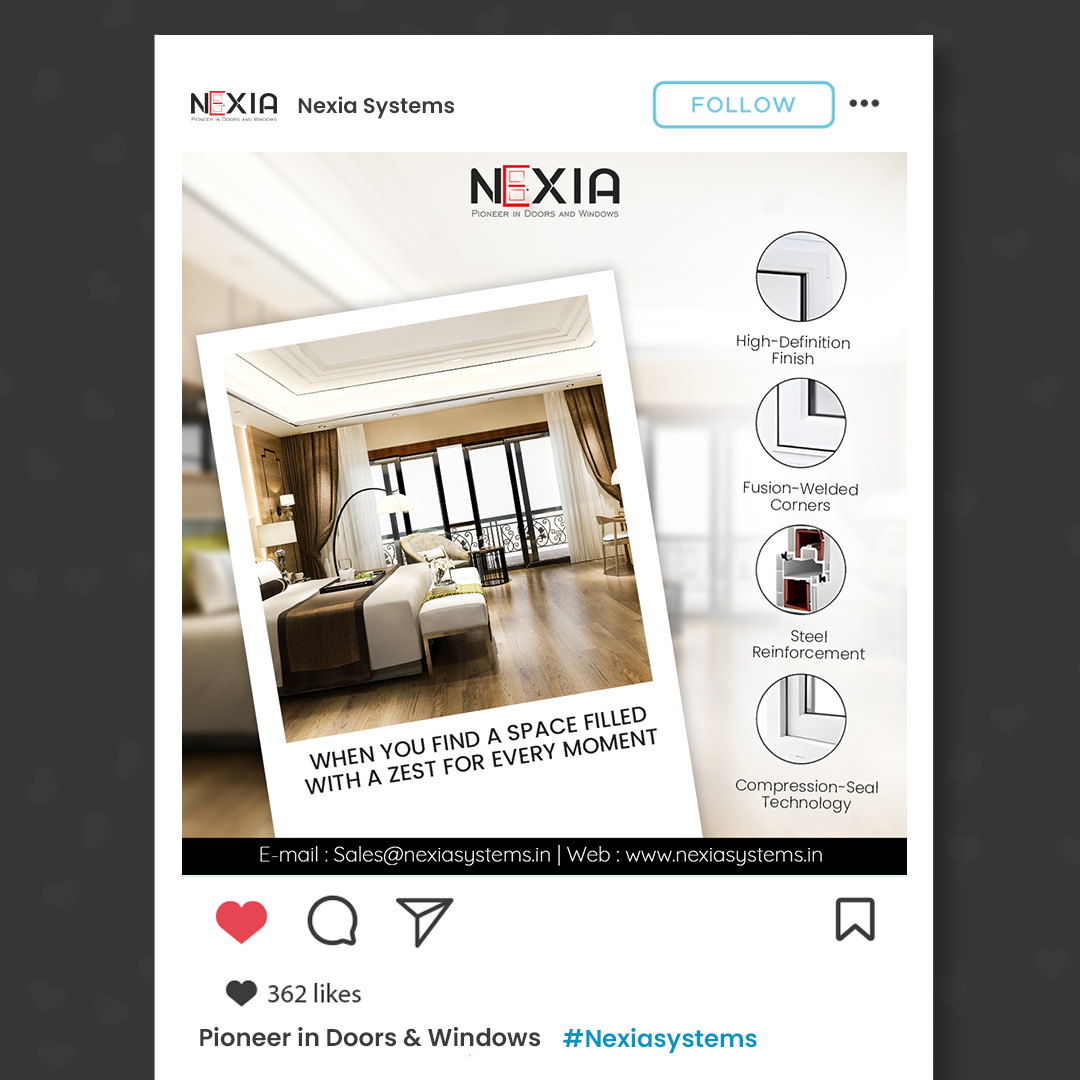 NEXIA
PIONEER IN DOORS AND WINDOWS
Nexia Systems
FOLLOW
NEXIA
PIONEER IN DOORS AND WINDOWS
High-Definition
Finish
Fusion-Welded
Corners
Steel
Reinforcement
Compression-Seal
Technology
WHEN YOU FIND A SPACE FILLED
WITH A ZEST FOR EVERY MOMENT
E-mail : Sales@nexiasystems.in | Web : www.nexiasystems.in
362 likes
Pioneer in Doors & Windows #Nexiasystems